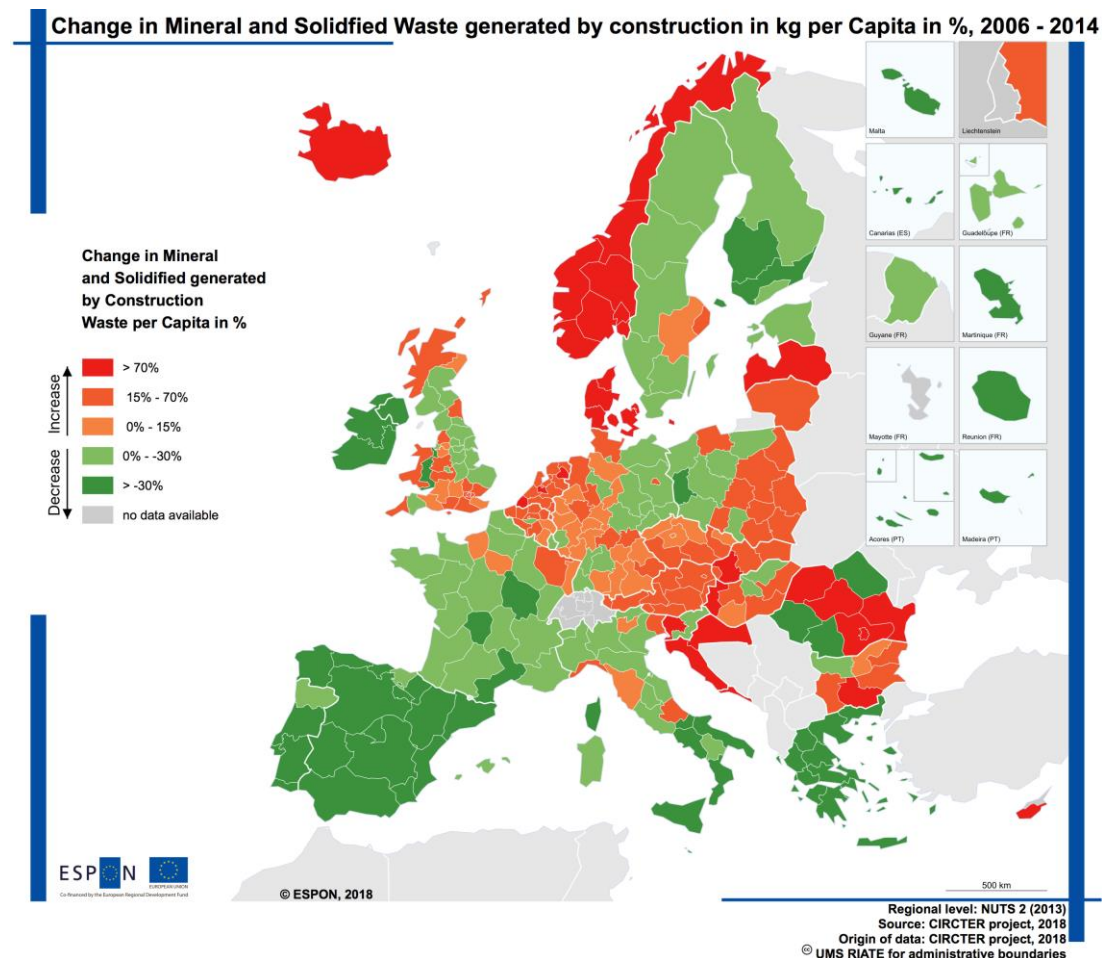 Change in Mineral and Solidfied Waste generated by construction in kg per Capita in %, 2006 - 2014
Malta
Liechtenstein
Canarias (ES)
Guadeloupe (FR)
Guyane (FR)
Martinique (FR)
Mayotte (FR)
Reunion (FR)
Acores (PT)
Madeira (PT)
Change in Mineral
and Solidified generated
by Construction
Waste per Capita in %
Increase
Decrease
> 70%
15% - 70%
0% - 15%
0% - -30%
> -30%
no data available
ESPON
EUROPEAN UNION
Co-financed by the European Regional Development Fund
© ESPON, 2018
500 km
Regional level: NUTS 2 (2013)
Source: CIRCTER project, 2018
Origin of data: CIRCTER project, 2018
© UMS RIATE for administrative boundaries